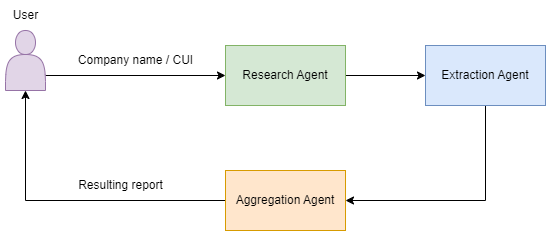 User
Company name / CUI
Research Agent
Extraction Agent
Resulting report
Aggregation Agent